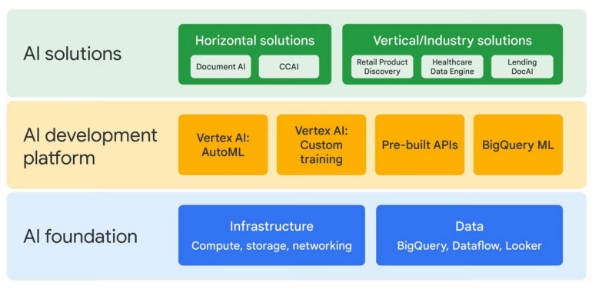 AI solutions
Horizontal solutions
Document AI
CCAI
Vertical/Industry solutions
Retail Product
Discovery
Healthcare
Data Engine
Lending
DocAI
AI development
platform
Vertex AI:
AutoML
Vertex AI:
Custom
training
Pre-built APIs
BigQuery ML
AI foundation
Infrastructure
Compute, storage, networking
Data
BigQuery, Dataflow, Looker